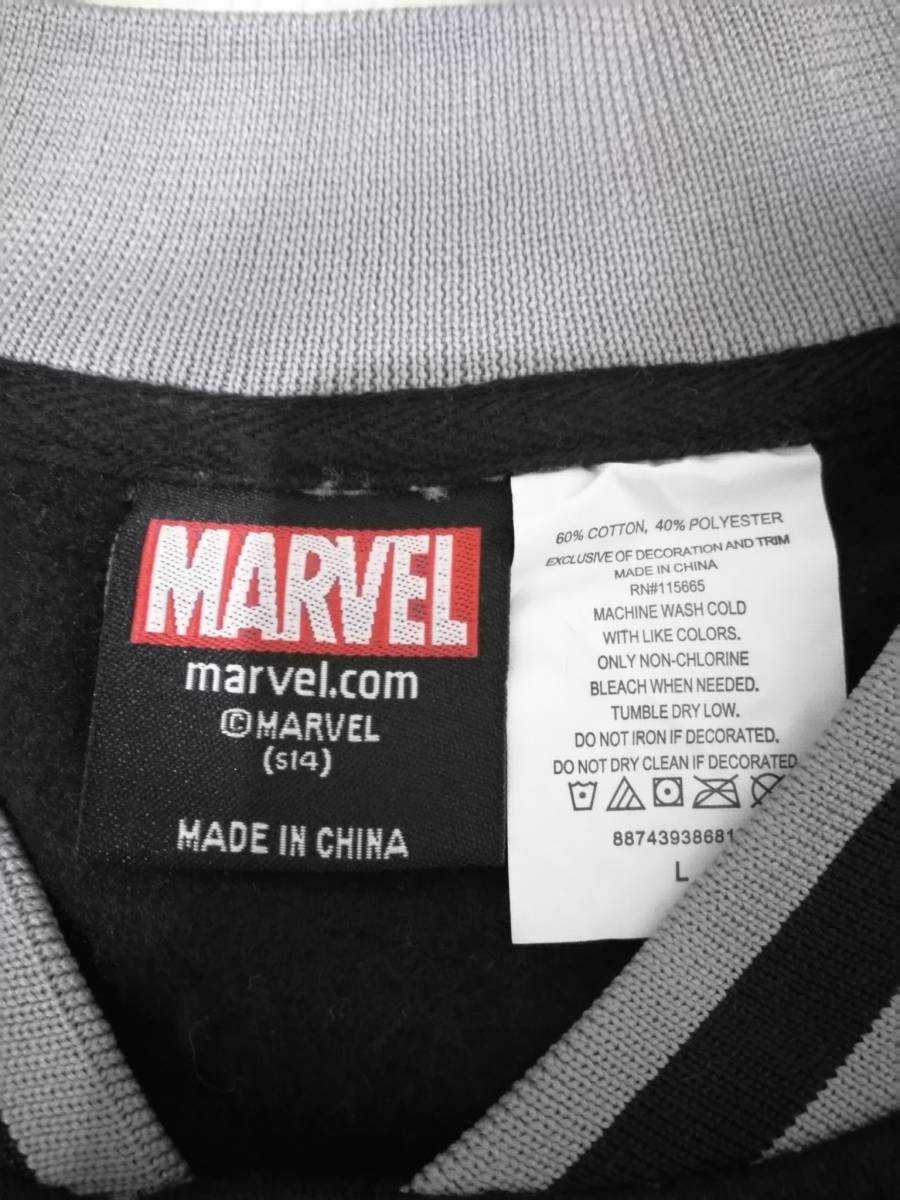 MARVEL
marvel.com
©MARVEL
(S14)
MADE IN CHINA
60% COTTON, 40% POLYESTER
EXCLUSIVE OF DECORATION AND TRIM
MADE IN CHINA
RN#115665
MACHINE WASH COLD
WITH LIKE COLORS.
ONLY NON-CHLORINE
BLEACH WHEN NEEDED.
TUMBLE DRY LOW.
DO NOT IRON IF DECORATED.
DO NOT DRY CLEAN IF DECORATED
L